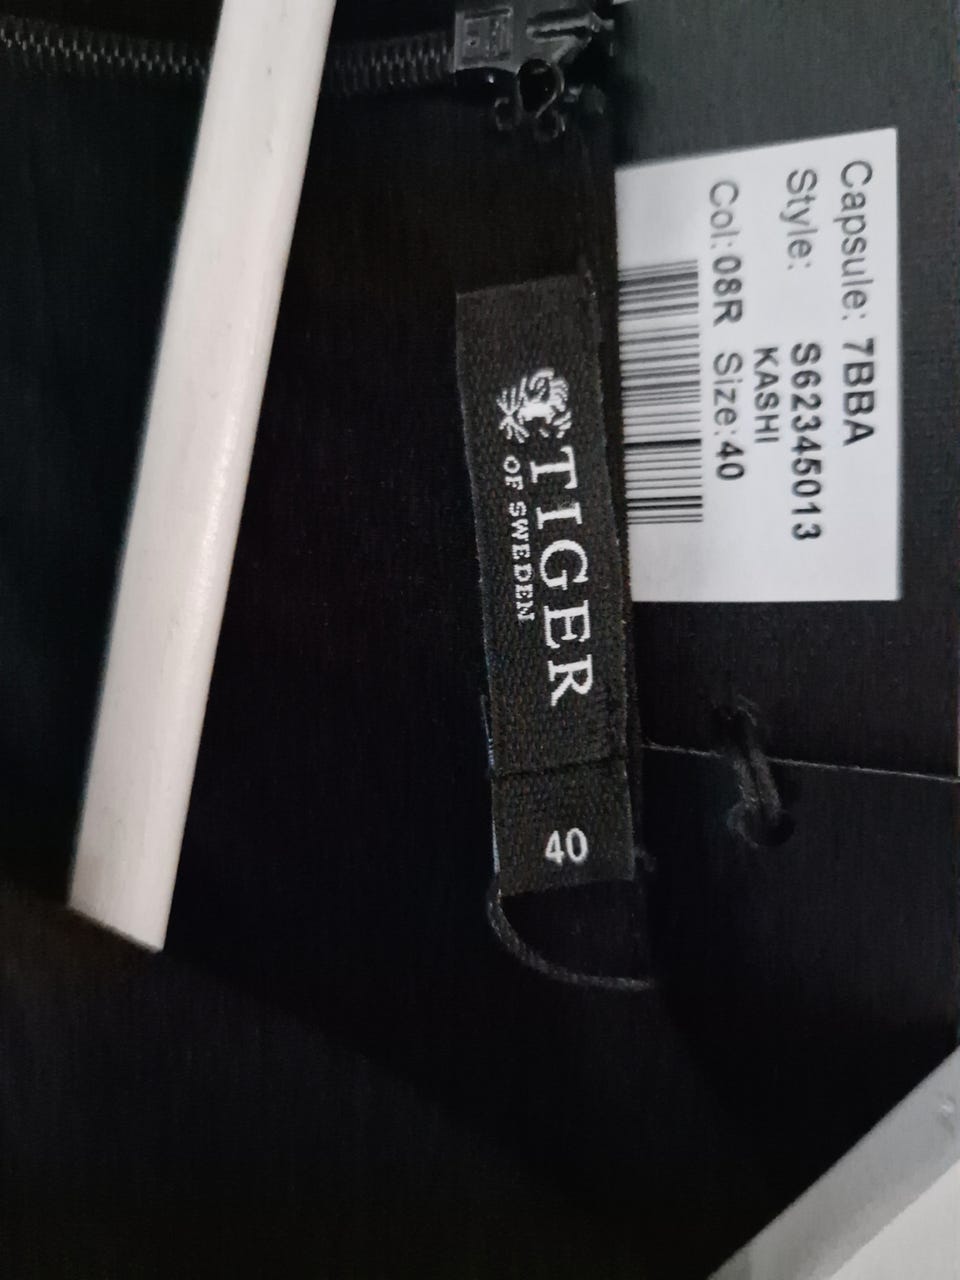 Capsule: 7BBA
Style: S62345013
KASHI
Col: 08R Size: 40
TIGER
OF SWEDEN
40